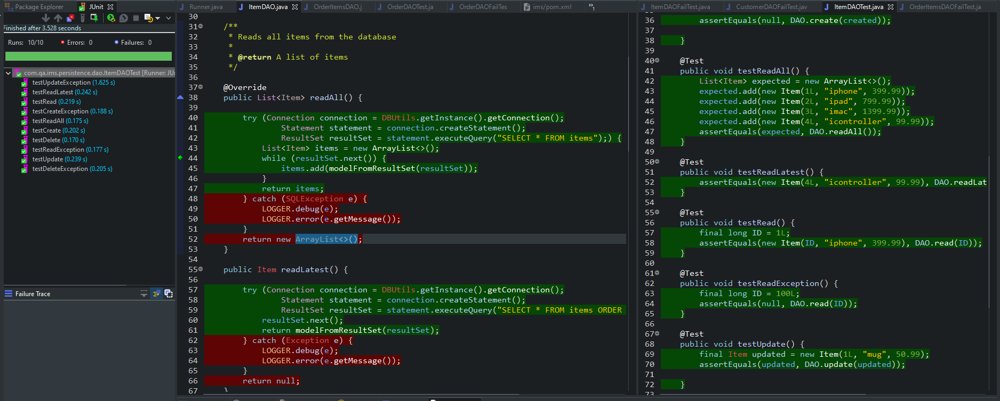 Package Explorer
JUnit
Finished after 3.528 seconds
Runs: 10/10
Errors: 0
Failures: 0
com.qa.ims.persistence.dao.ItemDAOTest [Runner: JU
testUpdateException (1.625 s)
testReadLatest (0.242 s)
testRead (0.219 s)
testCreateException (0.188 s)
testReadAll (0.175 s)
testCreate (0.202 s)
testDelete (0.170 s)
testReadException (0.177 s)
testUpdate (0.239 s)
testDeleteException (0.205 s)
Failure Trace
Runner.java
ItemDAO.java
OrderItemsDAO.j
OrderDAOTest.ja
OrderDAOFailTes
ims/pom.xml
»1
30
31 /**
32 * Reads all items from the database
33 *
34 * @return A list of items
35 */
36
37 @Override
38 public List<Item> readAll() {
39
40 try (Connection connection = DBUtils.getInstance().getConnection();
41 Statement statement = connection.createStatement();
42 ResultSet resultSet = statement.executeQuery("SELECT * FROM items");) {
43 List<Item> items = new ArrayList<>();
44 while (resultSet.next()) {
45 items.add(modelFromResultSet(resultSet));
46 }
47 return items;
48 } catch (SQLException e) {
49 LOGGER.debug(e);
50 LOGGER.error(e.getMessage());
51 }
52 return new ArrayList<>();
53 }
54
55 public Item readLatest() {
56
57 try (Connection connection = DBUtils.getInstance().getConnection();
58 Statement statement = connection.createStatement();
59 ResultSet resultSet = statement.executeQuery("SELECT * FROM items ORDER
60 resultSet.next();
61 return modelFromResultSet(resultSet);
62 } catch (Exception e) {
63 LOGGER.debug(e);
64 LOGGER.error(e.getMessage());
65 }
66 return null;
67 }
ItemDAOFailTest.java
CustomerDAOFailTest.jav
ItemDAOTest.java
OrderItemsDAOFailTest.ja
36 assertEquals(null, DAO.create(created));
37
38 }
39
40 @Test
41 public void testReadAll() {
42 List<Item> expected = new ArrayList<>();
43 expected.add(new Item(1L, "iphone", 399.99));
44 expected.add(new Item(2L, "ipad", 799.99));
45 expected.add(new Item(3L, "imac", 1399.99));
46 expected.add(new Item(4L, "icontroller", 99.99));
47 assertEquals(expected, DAO.readAll());
48 }
49
50 @Test
51 public void testReadLatest() {
52 assertEquals(new Item(4L, "icontroller", 99.99), DAO.readLat
53 }
54
55 @Test
56 public void testRead() {
57 final long ID = 1L;
58 assertEquals(new Item(ID, "iphone", 399.99), DAO.read(ID));
59 }
60
61 @Test
62 public void testReadException() {
63 final long ID = 100L;
64 assertEquals(null, DAO.read(ID));
65 }
66
67 @Test
68 public void testUpdate() {
69 final Item updated = new Item(1L, "mug", 50.99);
70 assertEquals(updated, DAO.update(updated));
71
72 }
73